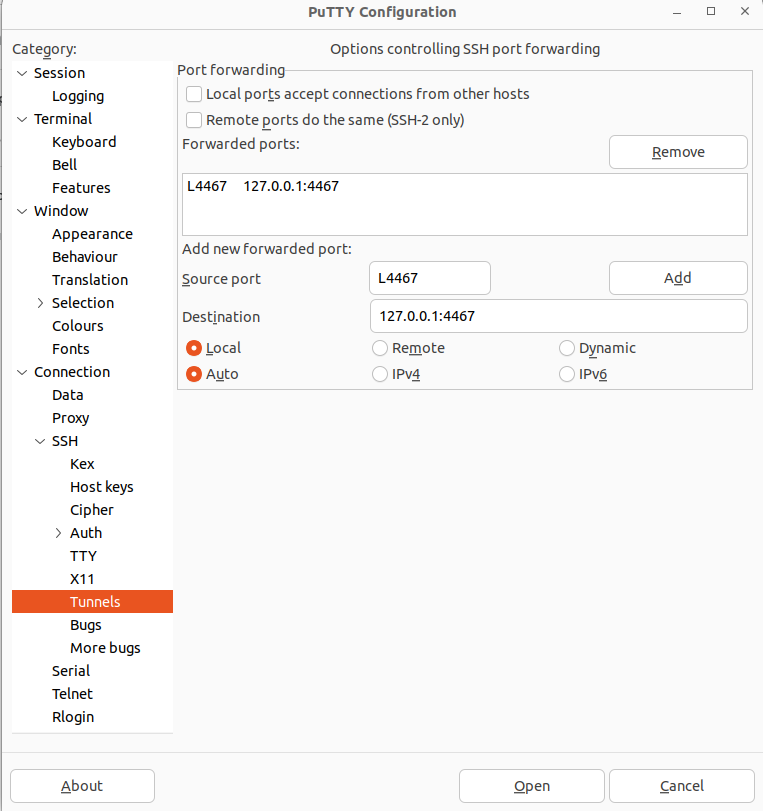 PuTTY Configuration
Category:
Options controlling SSH port forwarding
Session
Logging
Terminal
Keyboard
Bell
Features
Window
Appearance
Behaviour
Translation
Selection
Colours
Fonts
Connection
Data
Proxy
SSH
Kex
Host keys
Cipher
Auth
TTY
X11
Tunnels
Bugs
More bugs
Serial
Telnet
Rlogin
Port forwarding
Local ports accept connections from other hosts
Remote ports do the same (SSH-2 only)
Forwarded ports:
Remove
L4467 127.0.0.1:4467
Add new forwarded port:
Source port L4467 Add
Destination 127.0.0.1:4467
Local Remote Dynamic
Auto IPv4 IPv6
About Open Cancel